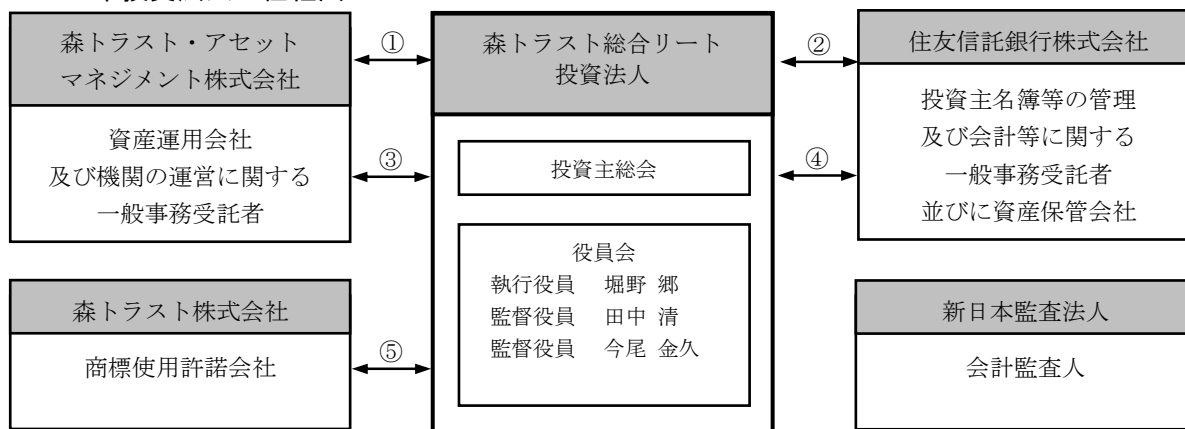 森トラスト・アセット
マネジメント株式会社
資産運用会社
及び機関の運営に関する
一般事務受託者
①
③
森トラスト総合リート
投資法人
投資主総会
役員会
執行役員 堀野 郷
監督役員 田中 清
監督役員 今尾 金久
②
④
住友信託銀行株式会社
投資主名簿等の管理
及び会計等に関する
一般事務受託者
並びに資産保管会社
森トラスト株式会社
商標使用許諾会社
⑤
新日本監査法人
会計監査人